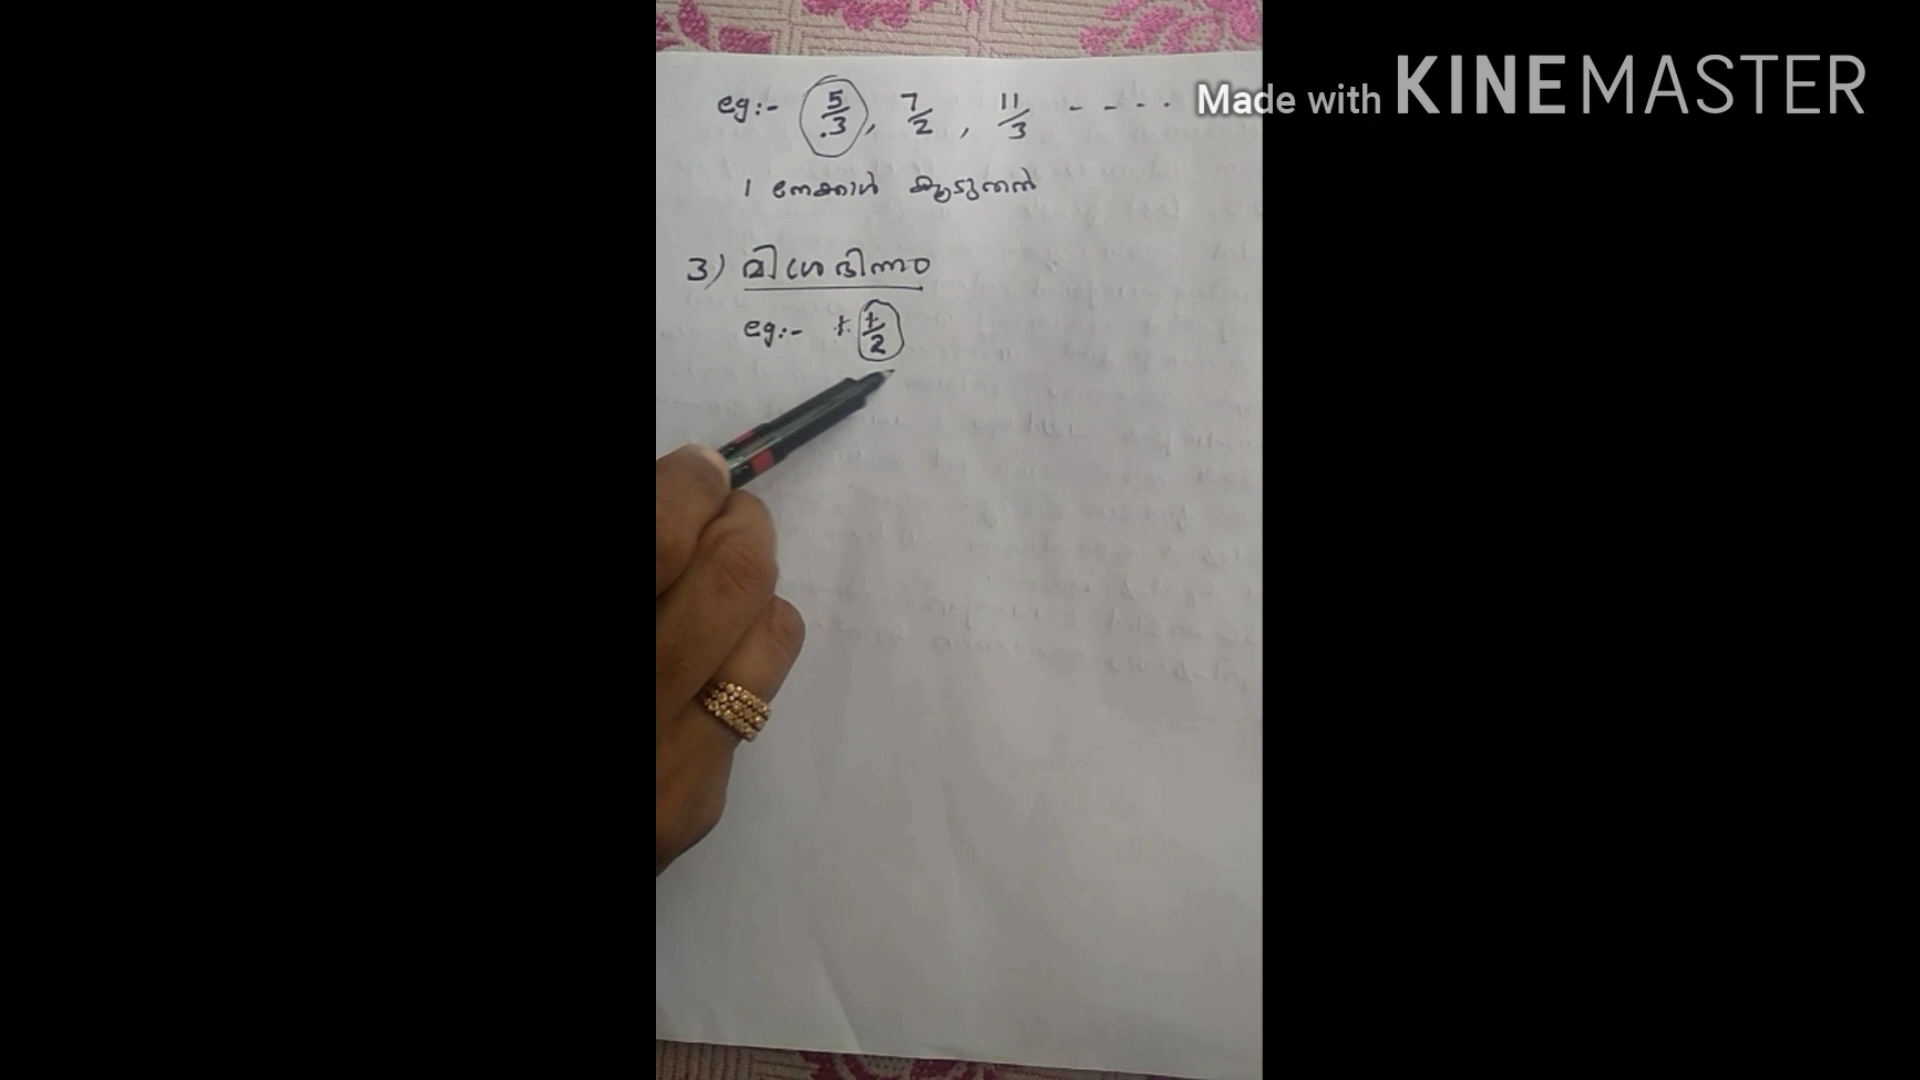 eg:- 5/3, 7/2, 11/3 - - - .
Made with KINEMASTER
1 നേക്കാൾ കൂടുതൽ
3) മിശ്രഭിന്നം
eg:- 1 1/2